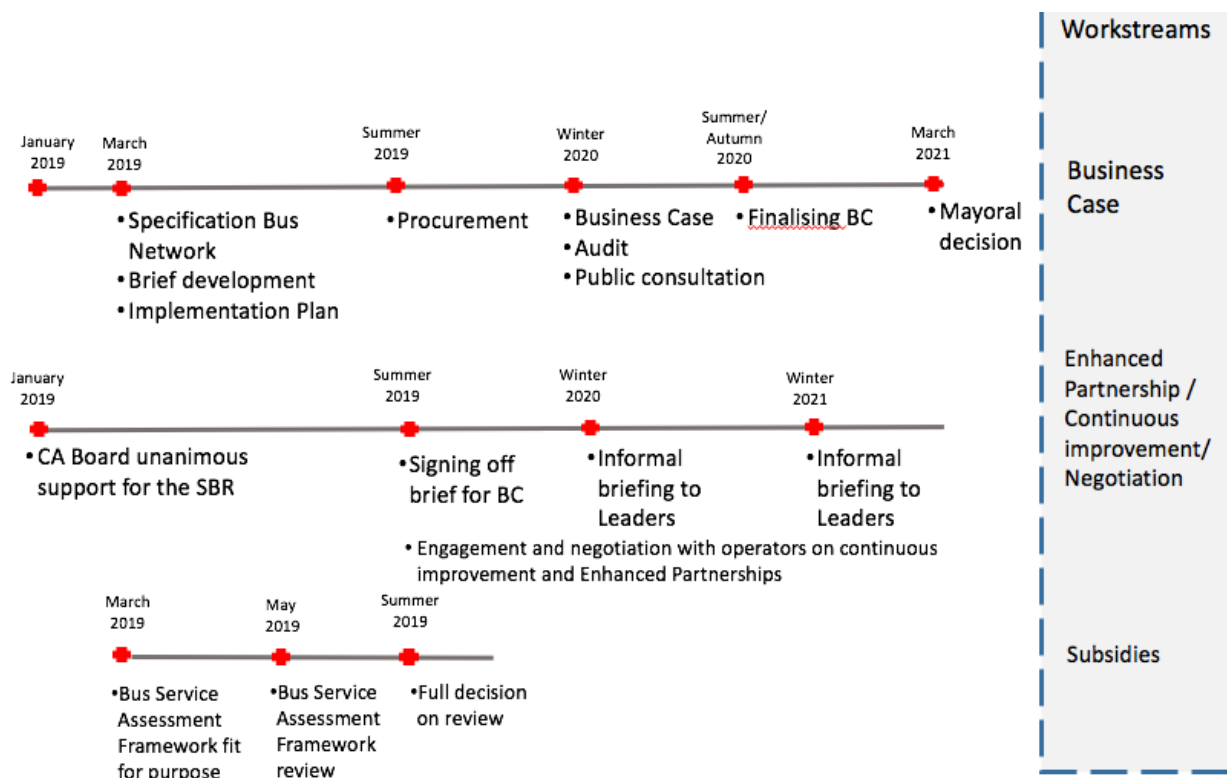 Workstreams
January
2019
March
2019
Summer
2019
Winter
2020
Summer/
Autumn
2020
March
2021
• Specification Bus
Network
• Brief development
• Implementation Plan
• Procurement
• Business Case
• Audit
• Public consultation
• Finalising BC
• Mayoral
decision
Business
Case
January
2019
Summer
2019
Winter
2020
Winter
2021
• CA Board unanimous
support for the SBR
• Signing off
brief for BC
• Informal
briefing to
Leaders
• Informal
briefing to
Leaders
• Engagement and negotiation with operators on continuous
improvement and Enhanced Partnerships
Enhanced
Partnership /
Continuous
improvement/
Negotiation
March
2019
May
2019
Summer
2019
•Bus Service
Assessment
Framework fit
for purpose
•Bus Service
Assessment
Framework
review
•Full decision
on review
Subsidies